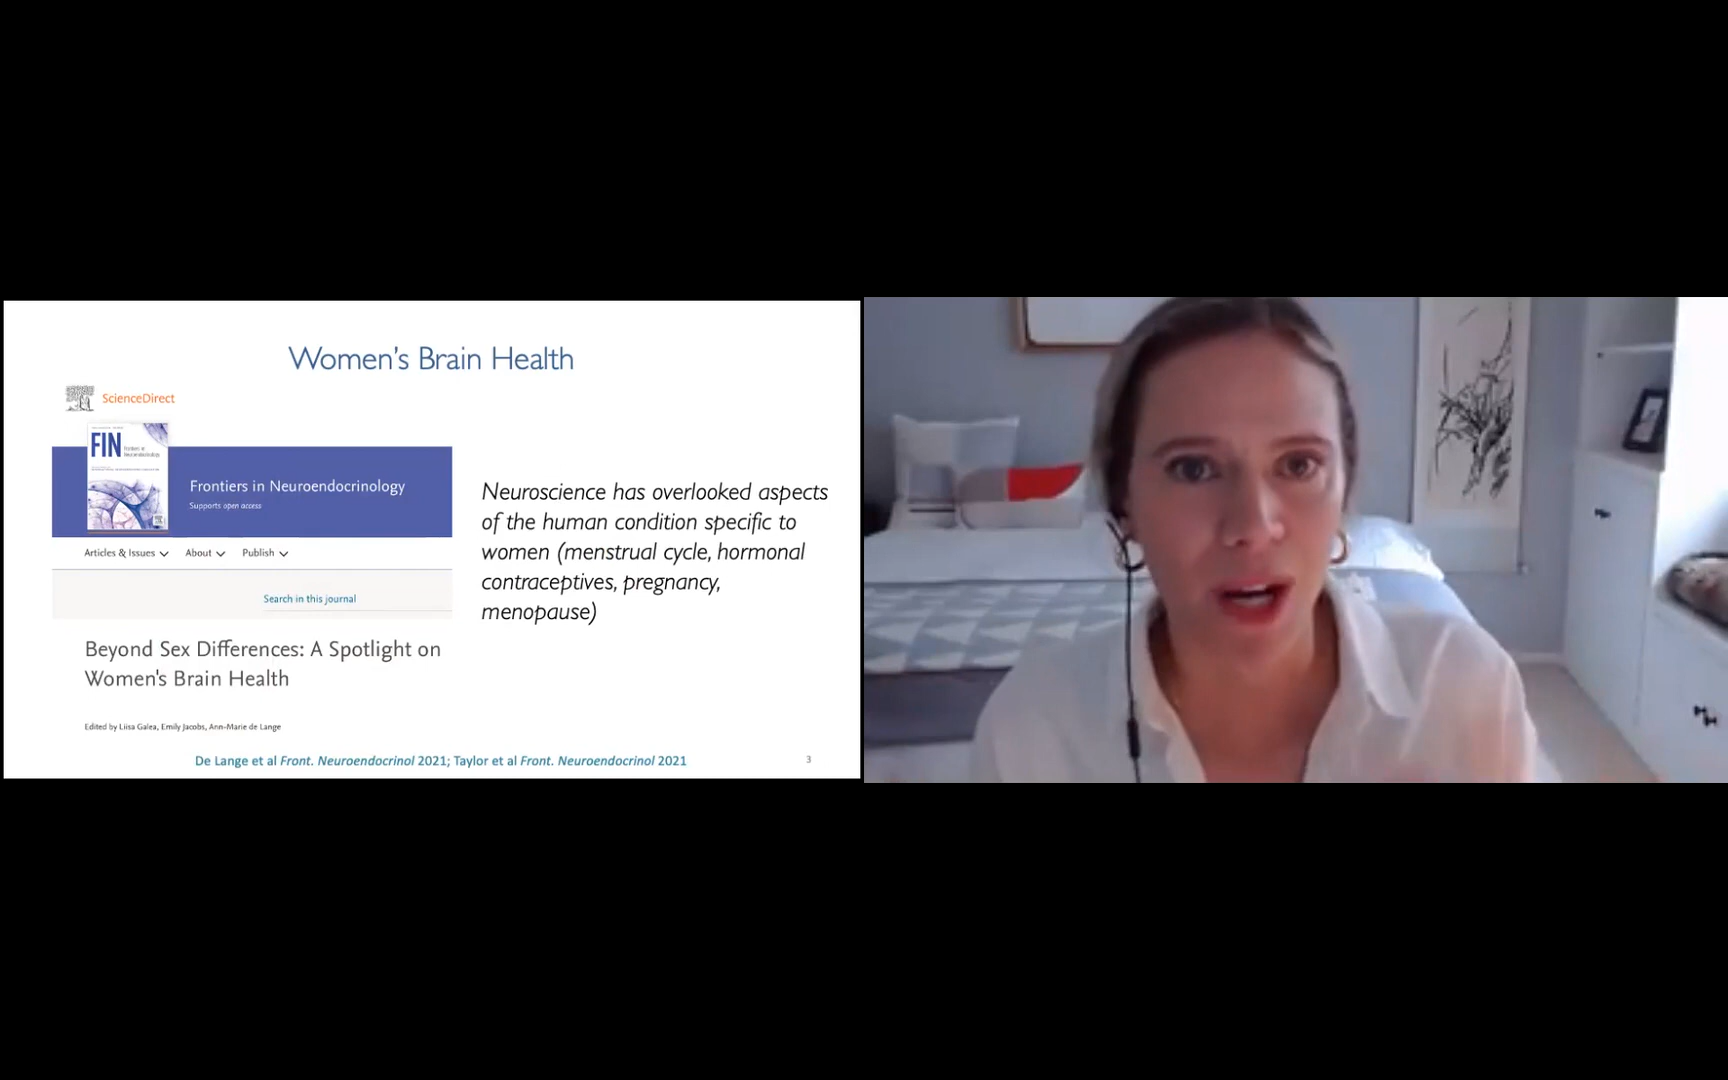 Women's Brain Health
ScienceDirect
FIN
Frontiers in
Neuroendocrinology
Frontiers in Neuroendocrinology
Supports open access
Articles & Issues
About
Publish
Search in this journal
Beyond Sex Differences: A Spotlight on
Women's Brain Health
Edited by Liisa Galea, Emily Jacobs, Ann-Marie de Lange
Neuroscience has overlooked aspects
of the human condition specific to
women (menstrual cycle, hormonal
contraceptives, pregnancy,
menopause)
De Lange et al Front. Neuroendocrinol 2021; Taylor et al Front. Neuroendocrinol 2021
3